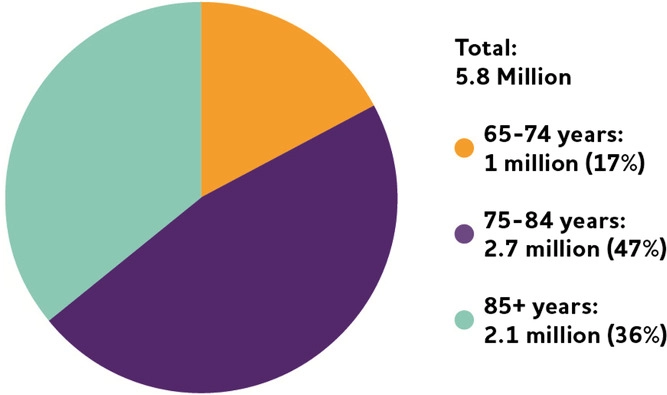 Total:
5.8 Million
65-74 years:
1 million (17%)
75-84 years:
2.7 million (47%)
85+ years:
2.1 million (36%)